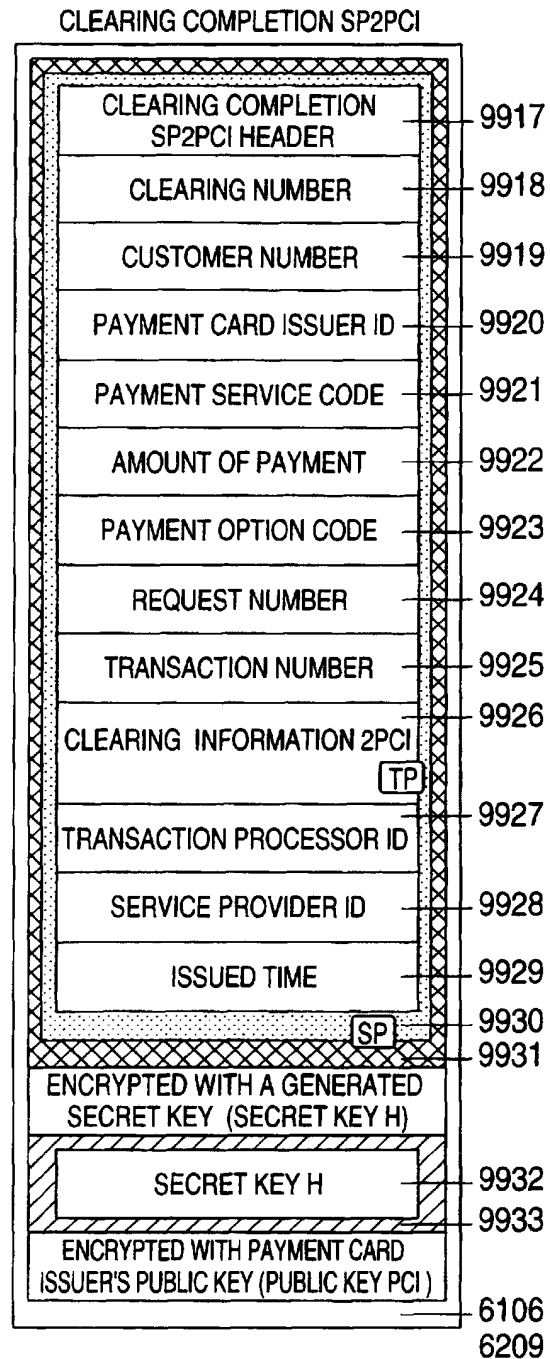 CLEARING COMPLETION SP2PCI
CLEARING COMPLETION
SP2PCI HEADER
9917
CLEARING NUMBER
9918
CUSTOMER NUMBER
9919
PAYMENT CARD ISSUER ID
9920
PAYMENT SERVICE CODE
9921
AMOUNT OF PAYMENT
9922
PAYMENT OPTION CODE
9923
REQUEST NUMBER
9924
TRANSACTION NUMBER
9925
9926
CLEARING INFORMATION 2PCI
TP
9927
TRANSACTION PROCESSOR ID
SERVICE PROVIDER ID
9928
ISSUED TIME
9929
SP
9930
9931
ENCRYPTED WITH A GENERATED
SECRET KEY (SECRET KEY H)
SECRET KEY H
9932
9933
ENCRYPTED WITH PAYMENT CARD
ISSUER'S PUBLIC KEY (PUBLIC KEY PCI )
6106
6209